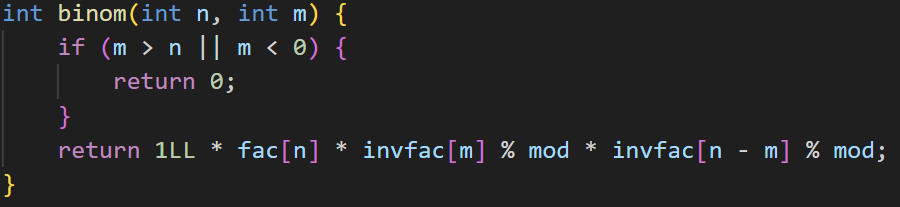 int binom(int n, int m) {
    if (m > n || m < 0) {
        return 0;
    }
    return 1LL * fac[n] * invfac[m] % mod * invfac[n - m] % mod;
}